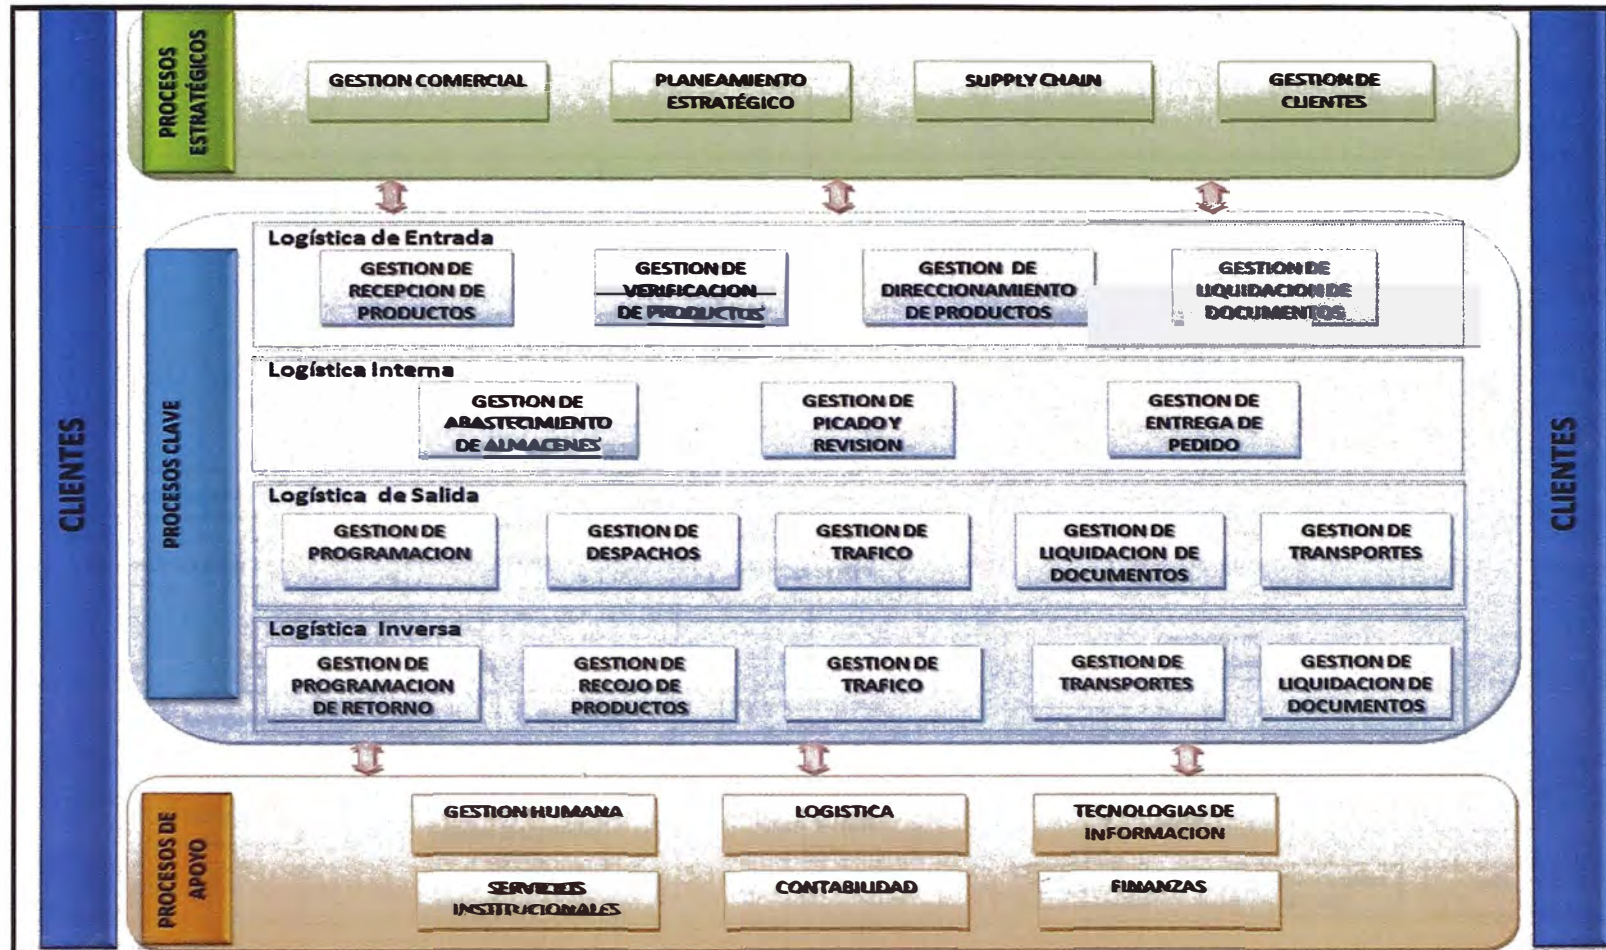 CLIENTES
PROCESOS
ESTRATÉGICOS
GESTION COMERCIAL
PLANEAMIENTO
ESTRATÉGICO
SUPPLY CHAIN
GESTION DE
CLIENTES
PROCESOS CLAVE
Logística de Entrada
GESTION DE
RECEPCION DE
PRODUCTOS
GESTION DE
VERIFICACION
DE PRODUCTOS
GESTION DE
DIRECCIONAMIENTO
DE PRODUCTOS
GESTION DE
LIQUIDACION DE
DOCUMENTOS
Logística Interna
GESTION DE
ABASTECIMIENTO
DE ALMACENES
GESTION DE
PICADO Y
REVISION
GESTION DE
ENTREGA DE
PEDIDO
Logística de Salida
GESTION DE
PROGRAMACION
GESTION DE
DESPACHOS
GESTION DE
TRAFICO
GESTION DE
LIQUIDACION DE
DOCUMENTOS
GESTION DE
TRANSPORTES
Logística Inversa
GESTION DE
PROGRAMACION
DE RETORNO
GESTION DE
RECOJO DE
PRODUCTOS
GESTION DE
TRAFICO
GESTION DE
TRANSPORTES
GESTION DE
LIQUIDACION DE
DOCUMENTOS
PROCESOS DE
APOYO
GESTION HUMANA
LOGISTICA
TECNOLOGIAS DE
INFORMACION
SERVICIOS
INSTITUCIONALES
CONTABILIDAD
FINANZAS
CLIENTES